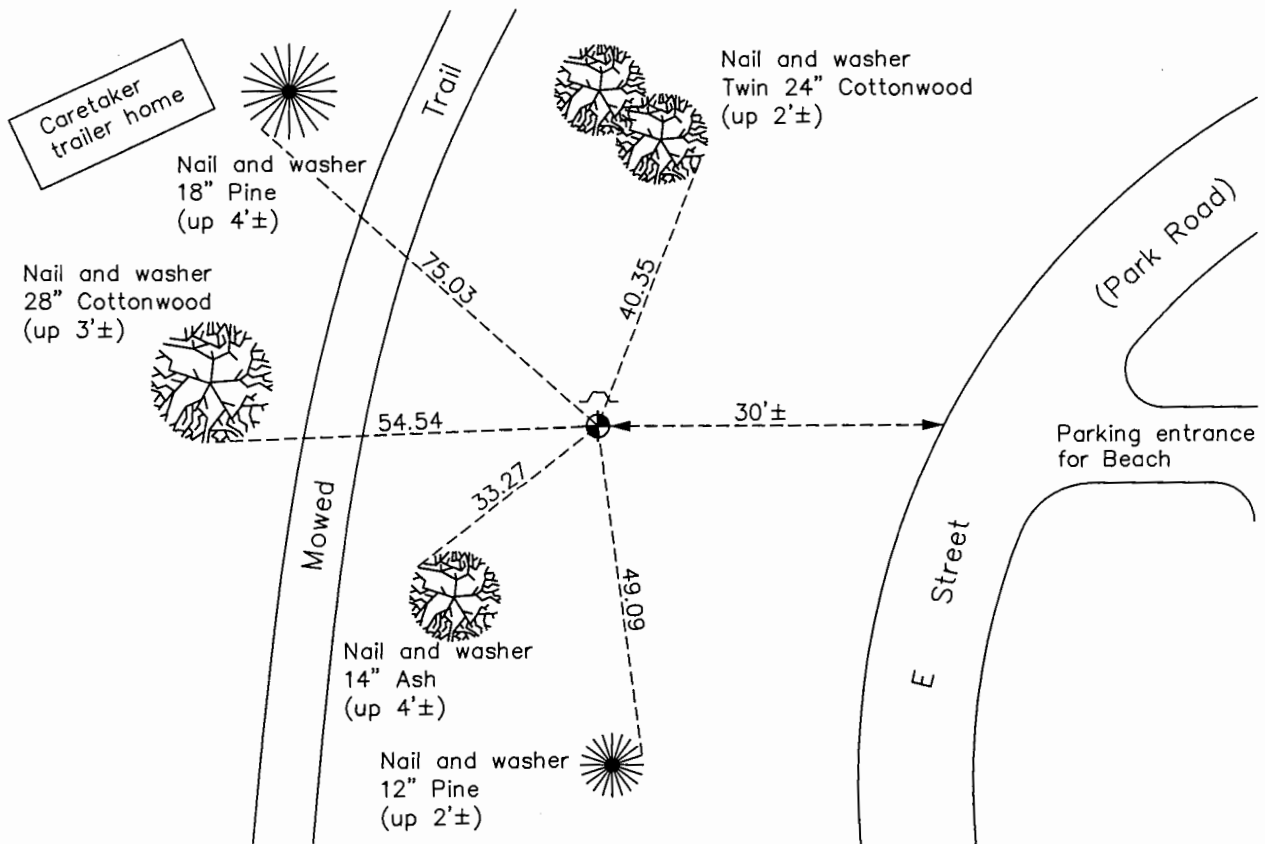 Caretaker
trailer home
Trail
Nail and washer
Twin 24" Cottonwood
(up 2'±)
Nail and washer
18" Pine
(up 4'±)
Nail and washer
28" Cottonwood
(up 3'±)
75.03
40.35
(Park Road)
54.54
30'±
Parking entrance
for Beach
33.27
Mowed
49.09
E Street
Nail and washer
14" Ash
(up 4'±)
Nail and washer
12" Pine
(up 2'±)